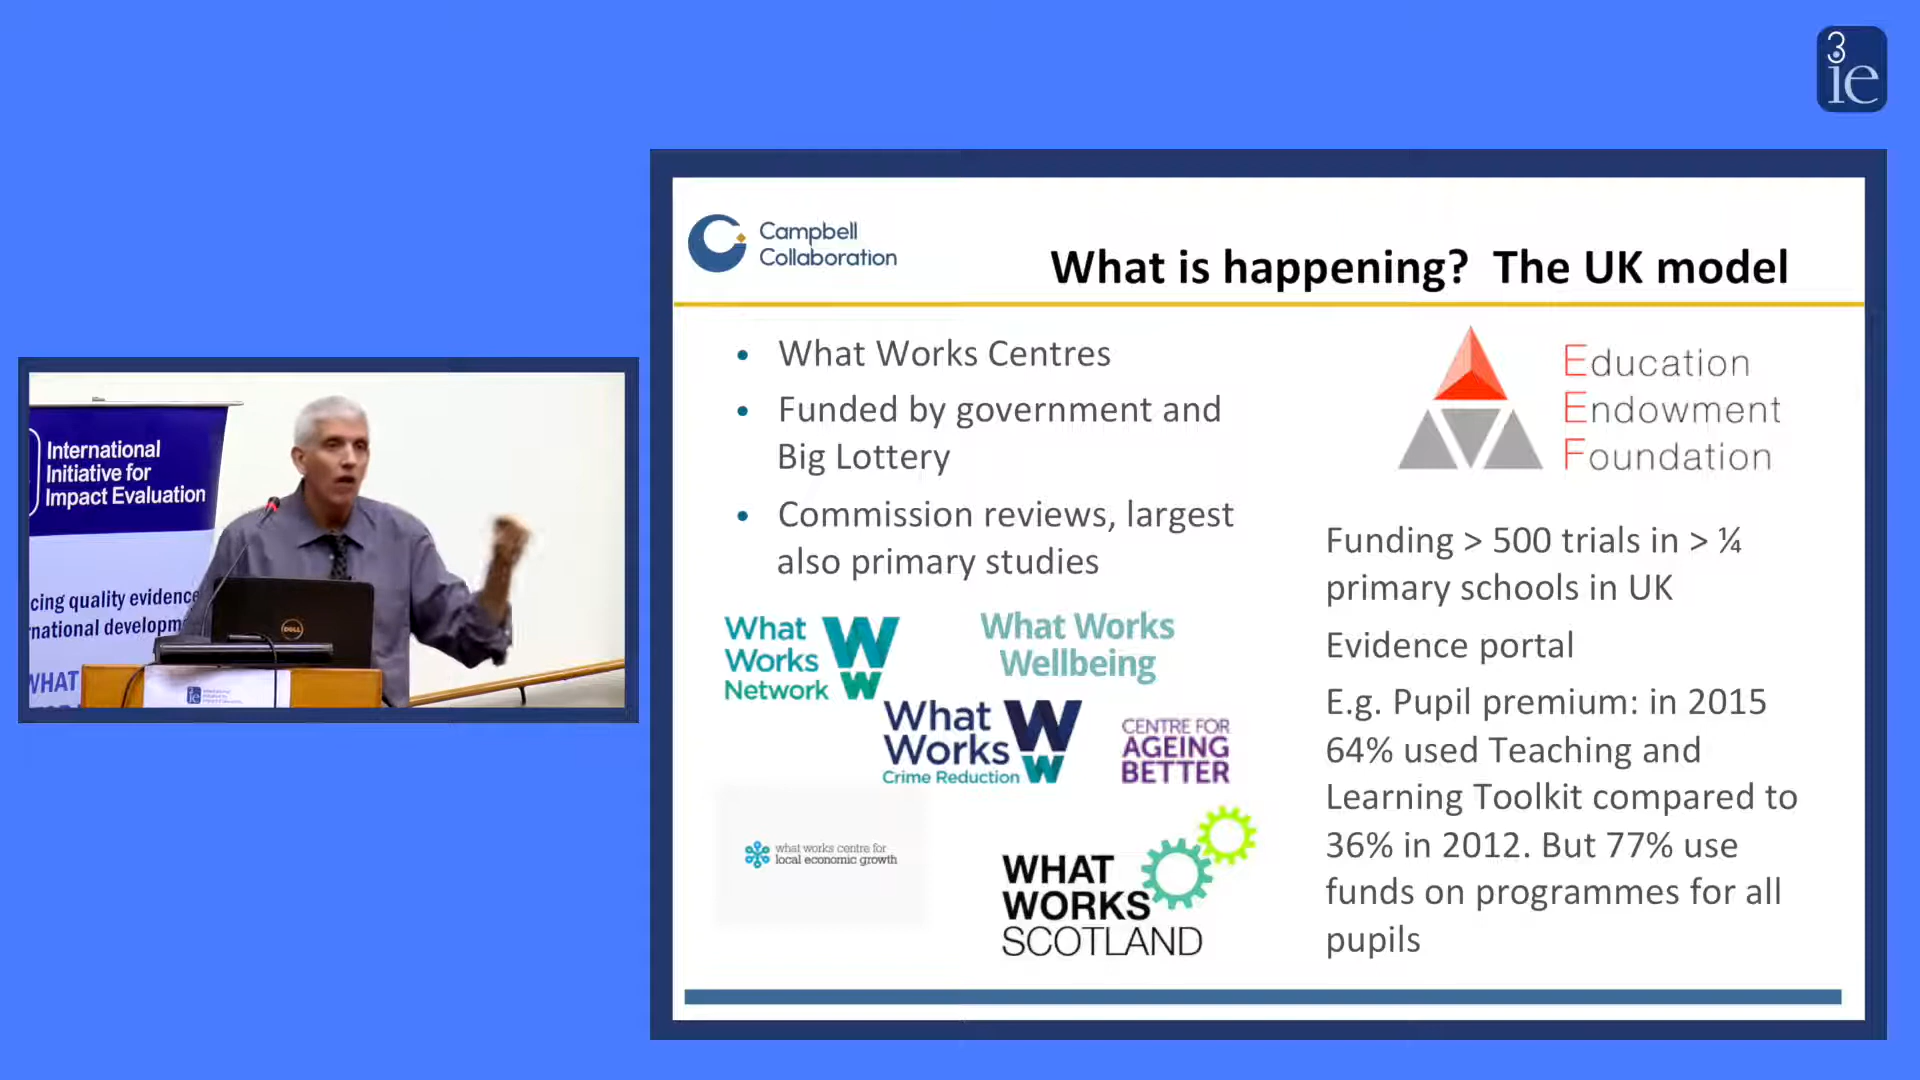 3
ie
International
Initiative for
Impact Evaluation
cing quality evidence
national developm
WHAT
DELL
ie
Campbell
Collaboration
What is happening? The UK model
• What Works Centres
• Funded by government and
Big Lottery
• Commission reviews, largest
also primary studies
What
Works
Network
W
W
What Works
Wellbeing
What
Works
Crime Reduction
W
W
CENTRE FOR
AGEING
BETTER
what works centre for
local economic growth
WHAT
WORKS
SCOTLAND
Education
Endowment
Foundation
Funding > 500 trials in > ¼
primary schools in UK
Evidence portal
E.g. Pupil premium: in 2015
64% used Teaching and
Learning Toolkit compared to
36% in 2012. But 77% use
funds on programmes for all
pupils